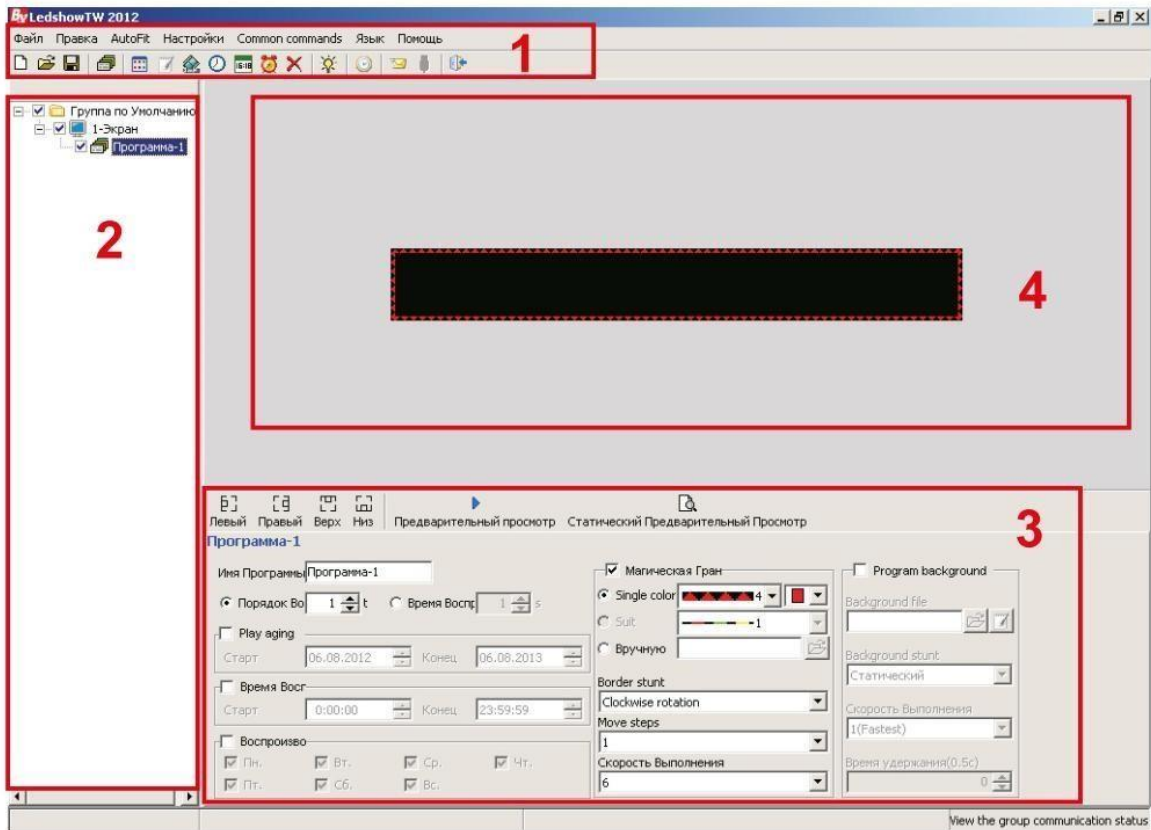 By LedshowTW 2012
Файл Правка AutoFit Настройки Common commands Язык Помощь
1
16:18
Группа по Умолчанию
1-Экран
Программа-1
2
4
Левый Правый Верх Низ Предварительный просмотр Статический Предварительный Просмотр
3
Программа-1
Имя Программы Программа-1
Порядок Во 1 t Время Воспр 1 s
Play aging
Старт 06.08.2012 Конец 06.08.2013
Время Восп
Старт 0:00:00 Конец 23:59:59
Воспроизво
Пн. Вт. Ср. Чт.
Пт. Сб. Вс.
Магическая Гран
Single color 4
Suit 1
Вручную
Border stunt
Clockwise rotation
Move steps
1
Скорость Выполнения
6
Program background
Background file
Background stunt
Статический
Скорость Выполнения
1(Fastest)
Время удержания(0.5с)
0
View the group communication status